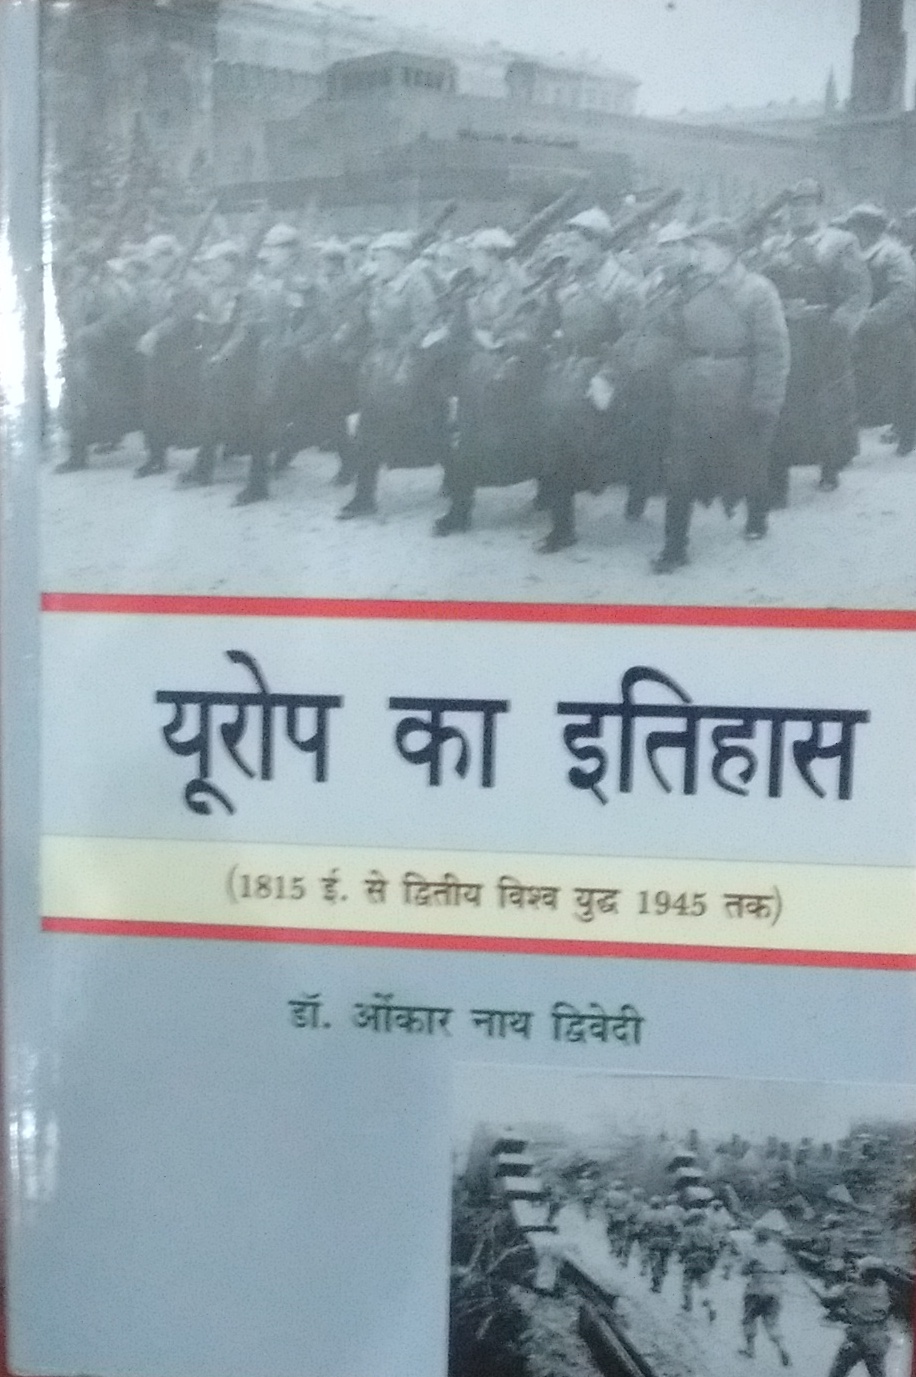 यूरोप का इतिहास
(1815 ई. से द्वितीय विश्व युद्ध 1945 तक)
डॉ. ओंकार नाथ द्विवेदी